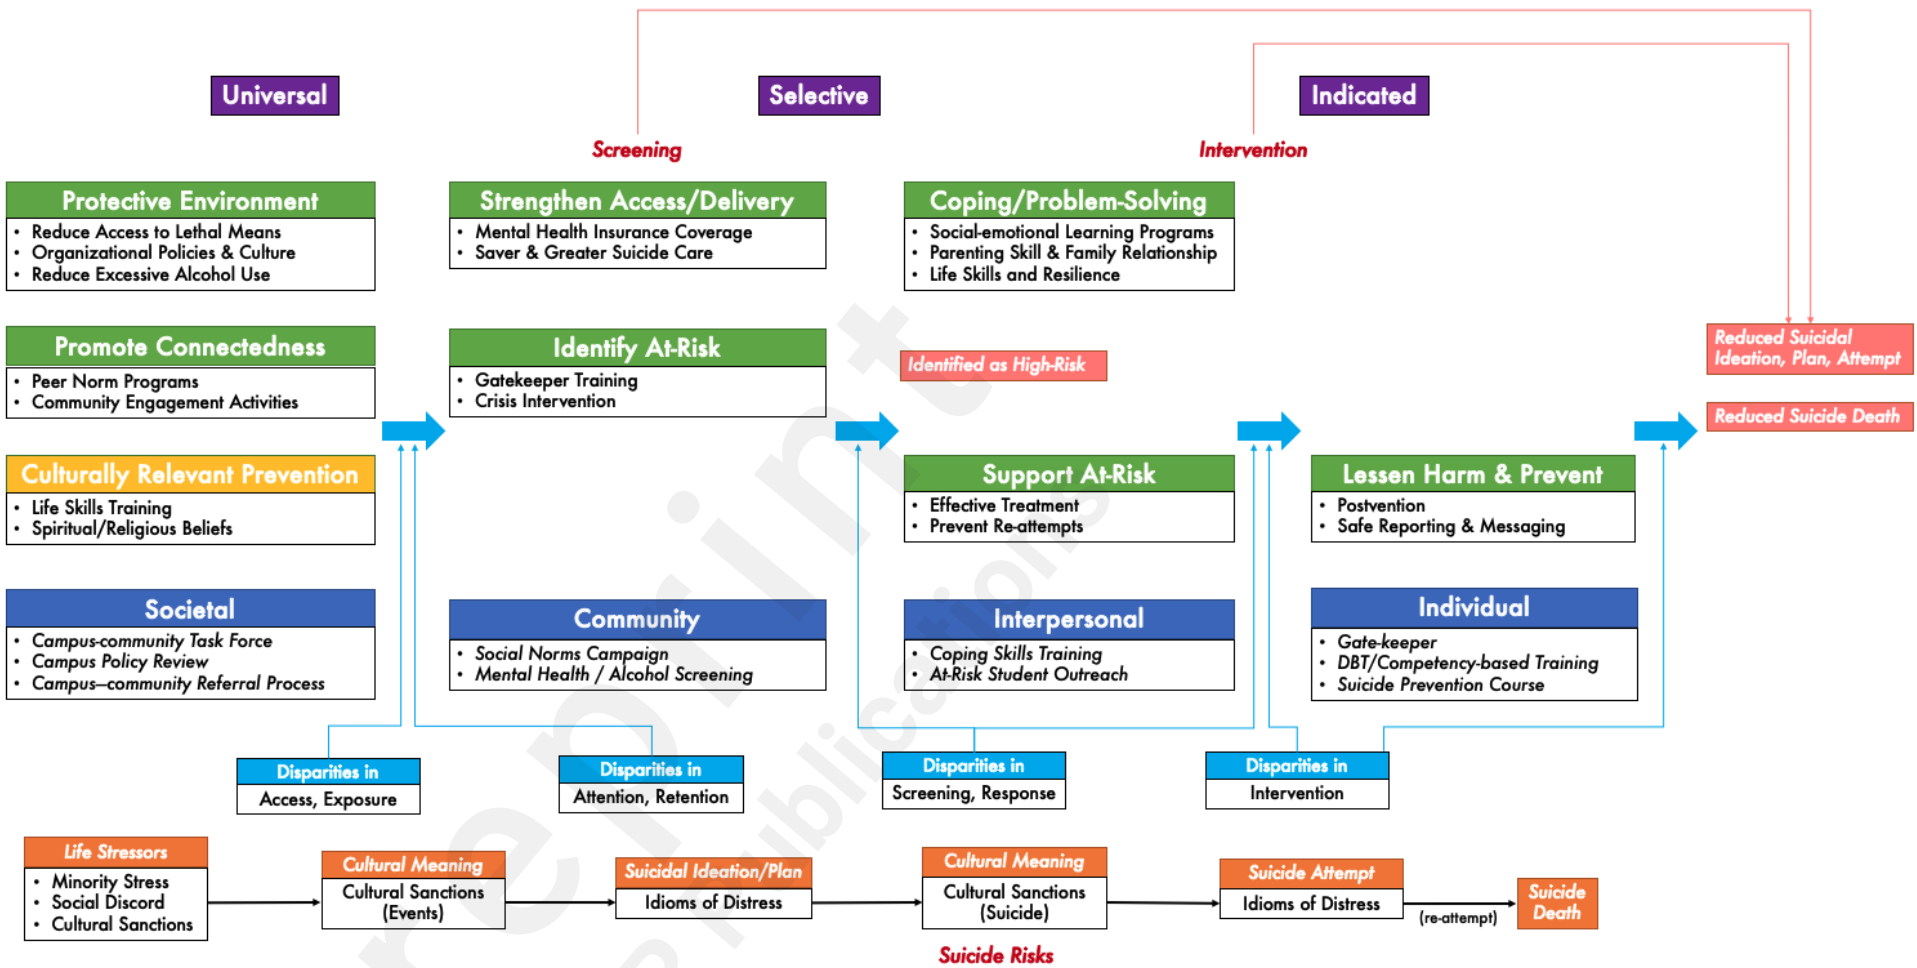 Universal
Selective
Indicated
Screening
Intervention
Protective Environment
• Reduce Access to Lethal Means
• Organizational Policies & Culture
• Reduce Excessive Alcohol Use
Strengthen Access/Delivery
• Mental Health Insurance Coverage
• Saver & Greater Suicide Care
Coping/Problem-Solving
• Social-emotional Learning Programs
• Parenting Skill & Family Relationship
• Life Skills and Resilience
Promote Connectedness
• Peer Norm Programs
• Community Engagement Activities
Identify At-Risk
• Gatekeeper Training
• Crisis Intervention
Identified as High-Risk
Reduced Suicidal
Ideation, Plan, Attempt
Reduced Suicide Death
Culturally Relevant Prevention
• Life Skills Training
• Spiritual/Religious Beliefs
Support At-Risk
• Effective Treatment
• Prevent Re-attempts
Lessen Harm & Prevent
• Postvention
• Safe Reporting & Messaging
Societal
• Campus-community Task Force
• Campus Policy Review
• Campus–community Referral Process
Community
• Social Norms Campaign
• Mental Health / Alcohol Screening
Interpersonal
• Coping Skills Training
• At-Risk Student Outreach
Individual
• Gate-keeper
• DBT/Competency-based Training
• Suicide Prevention Course
Disparities in
Access, Exposure
Disparities in
Attention, Retention
Disparities in
Screening, Response
Disparities in
Intervention
Life Stressors
• Minority Stress
• Social Discord
• Cultural Sanctions
Cultural Meaning
Cultural Sanctions
(Events)
Suicidal Ideation/Plan
Idioms of Distress
Cultural Meaning
Cultural Sanctions
(Suicide)
Suicide Attempt
Idioms of Distress
(re-attempt)
Suicide
Death
Suicide Risks